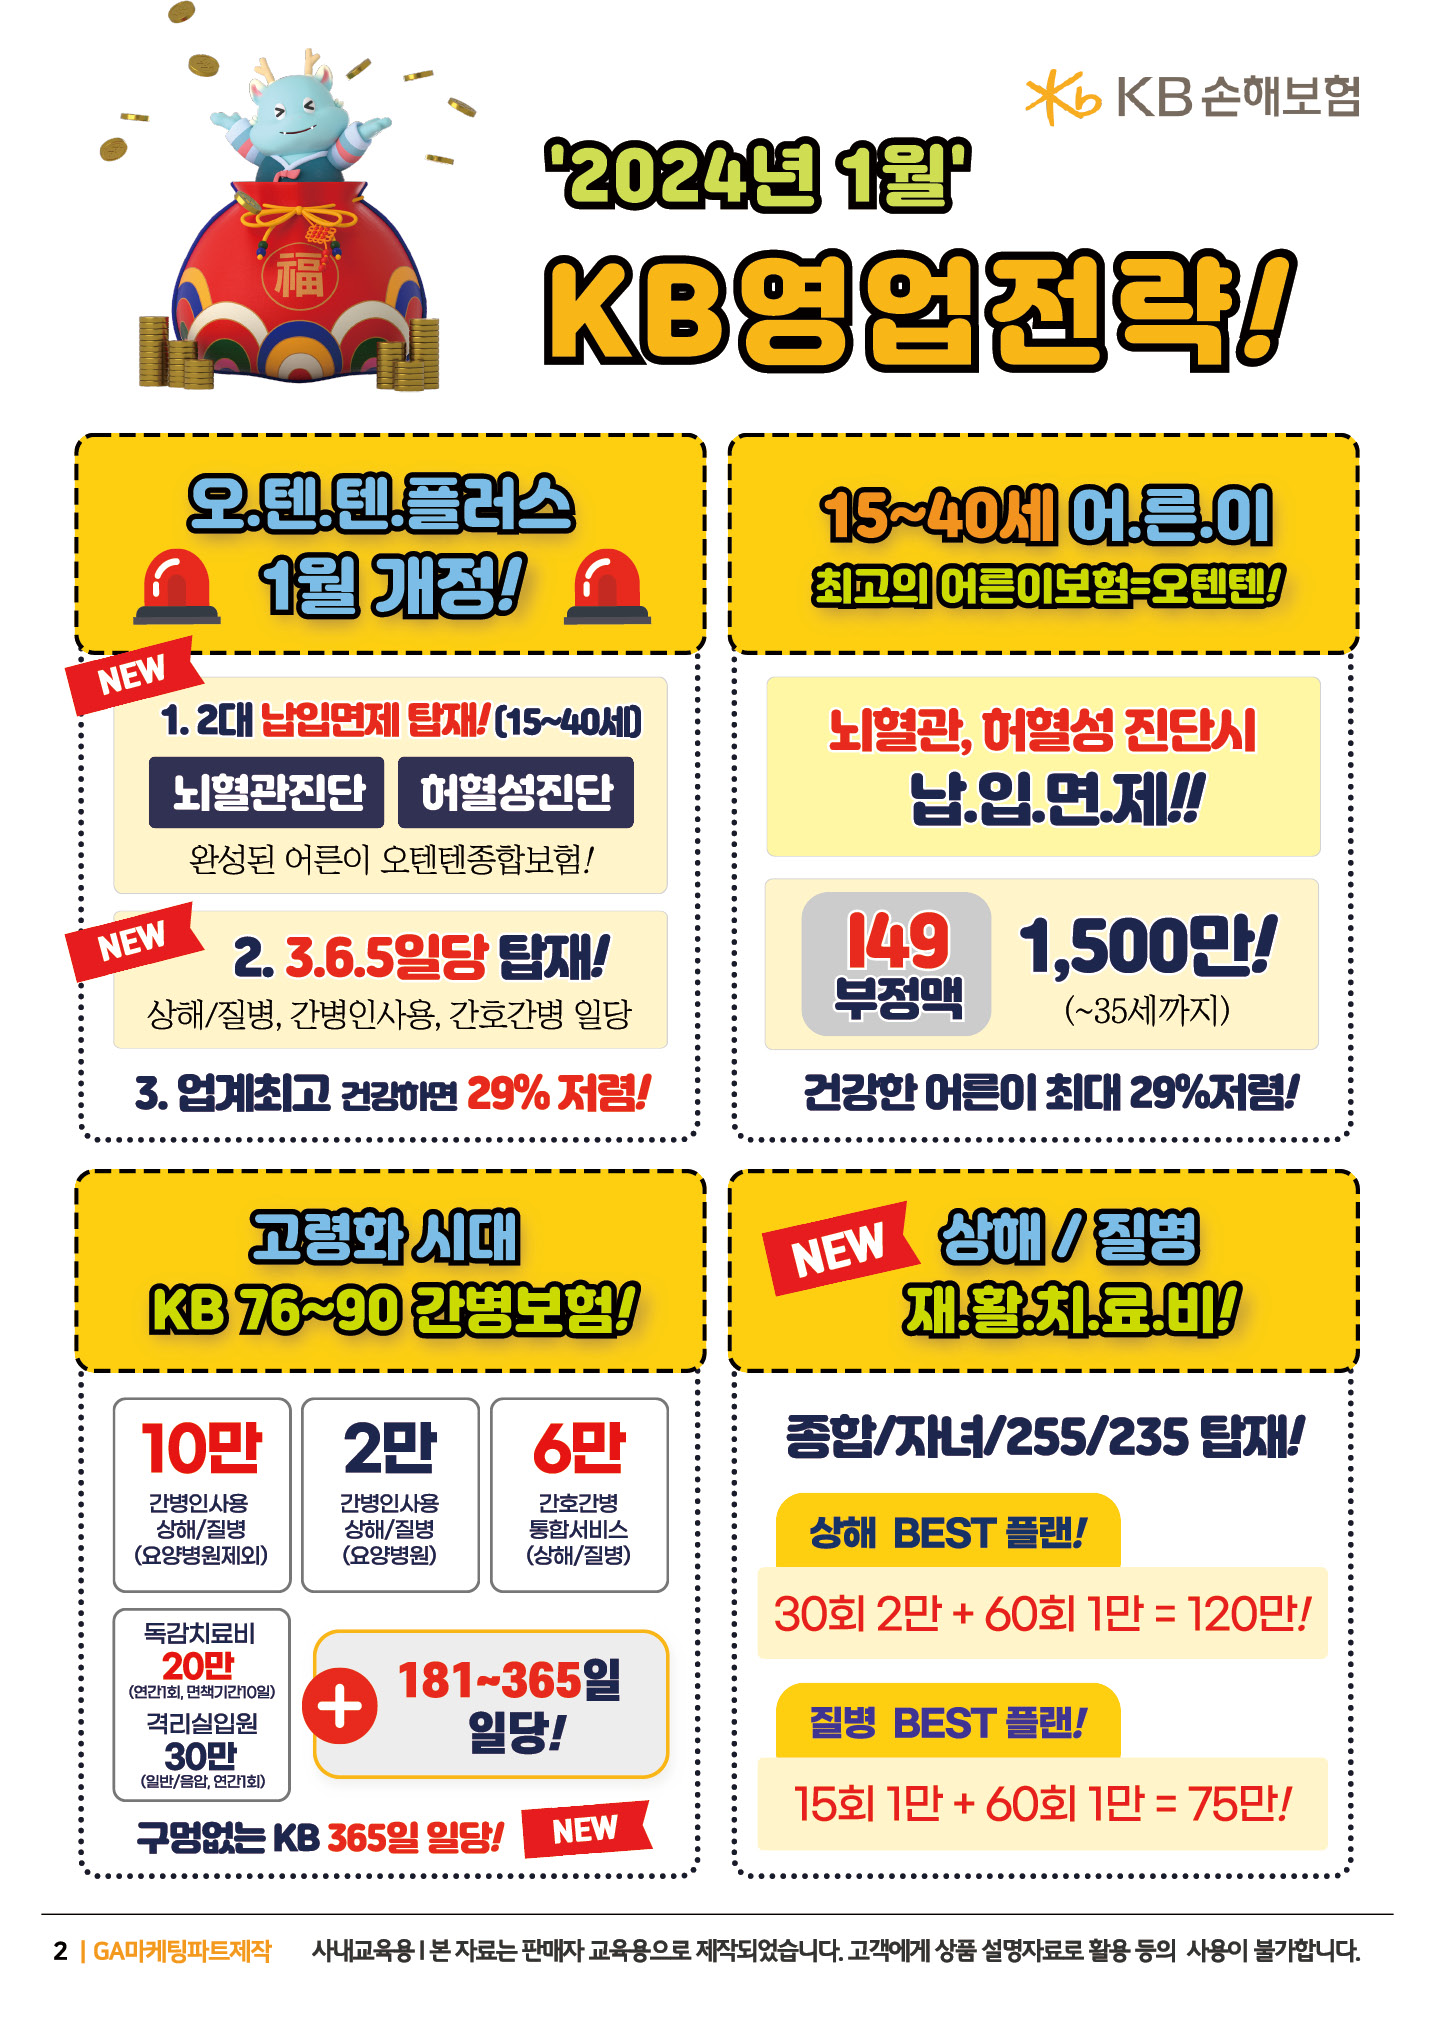 KB손해보험
'2024년 1월'
KB영업전략!
福
오.텐.텐.플러스
1월 개정!
NEW
1. 2대 납입면제 탑재! (15~40세)
뇌혈관진단 허혈성진단
완성된 어른이 오텐텐종합보험!
NEW
2. 3.6.5일당 탑재!
상해/질병, 간병인사용, 간호간병 일당
3. 업계최고 건강하면 29% 저렴!
15~40세 어.른.이
최고의 어른이보험=오텐텐!
뇌혈관, 허혈성 진단시
납.입.면.제!!
I49
부정맥
1,500만!
(~35세까지)
건강한 어른이 최대 29%저렴!
고령화 시대
KB 76~90 간병보험!
10만
간병인사용
상해/질병
(요양병원제외)
2만
간병인사용
상해/질병
(요양병원)
6만
간호간병
통합서비스
(상해/질병)
독감치료비
20만
(연간1회, 면책기간10일)
격리실입원
30만
(일반/음압, 연간1회)
+
181~365일
일당!
구멍없는 KB 365일 일당!
NEW
NEW
상해 / 질병
재.활.치.료.비!
종합/자녀/255/235 탑재!
상해 BEST 플랜!
30회 2만 + 60회 1만 = 120만!
질병 BEST 플랜!
15회 1만 + 60회 1만 = 75만!
2 | GA마케팅파트제작 사내교육용 I 본 자료는 판매자 교육용으로 제작되었습니다. 고객에게 상품 설명자료로 활용 등의 사용이 불가합니다.